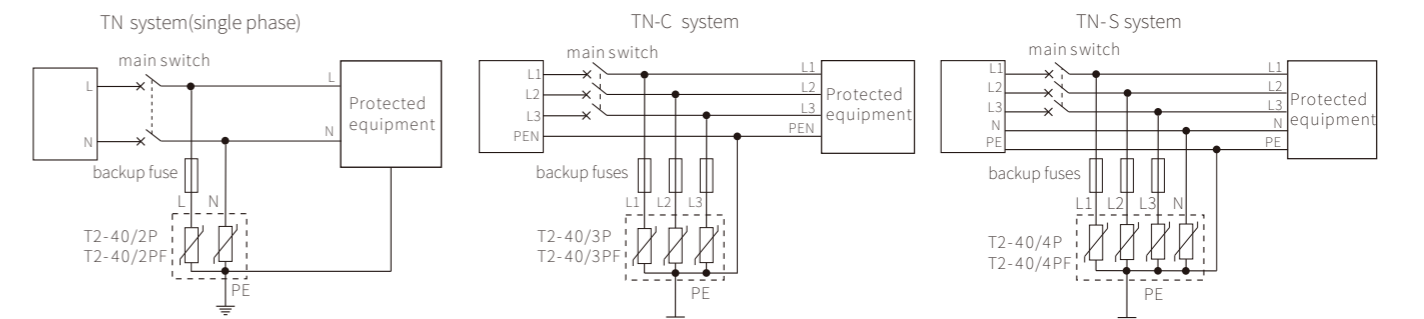 TN system(single phase)
main switch
L
L
N
N
Protected
equipment
backup fuse
L
N
T2-40/2P
T2-40/2PF
PE
TN-C system
main switch
L1
L1
L2
L2
L3
L3
PEN
PEN
Protected
equipment
backup fuses
L1
L2
L3
T2-40/3P
T2-40/3PF
PE
TN-S system
main switch
L1
L1
L2
L2
L3
L3
N
N
PE
PE
Protected
equipment
backup fuses
L1
L2
L3
N
T2-40/4P
T2-40/4PF
PE